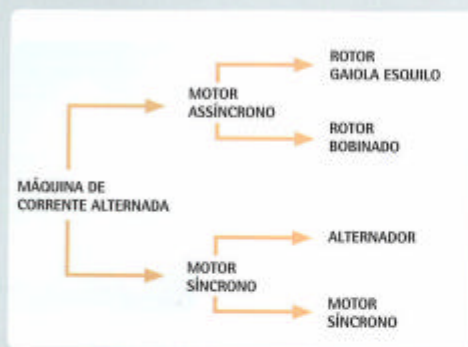 ROTOR
GAIOLA ESQUILO
MOTOR
ASSÍNCRONO
ROTOR
BOBINADO
MÁQUINA DE
CORRENTE ALTERNADA
ALTERNADOR
MOTOR
SÍNCRONO
MOTOR
SÍNCRONO